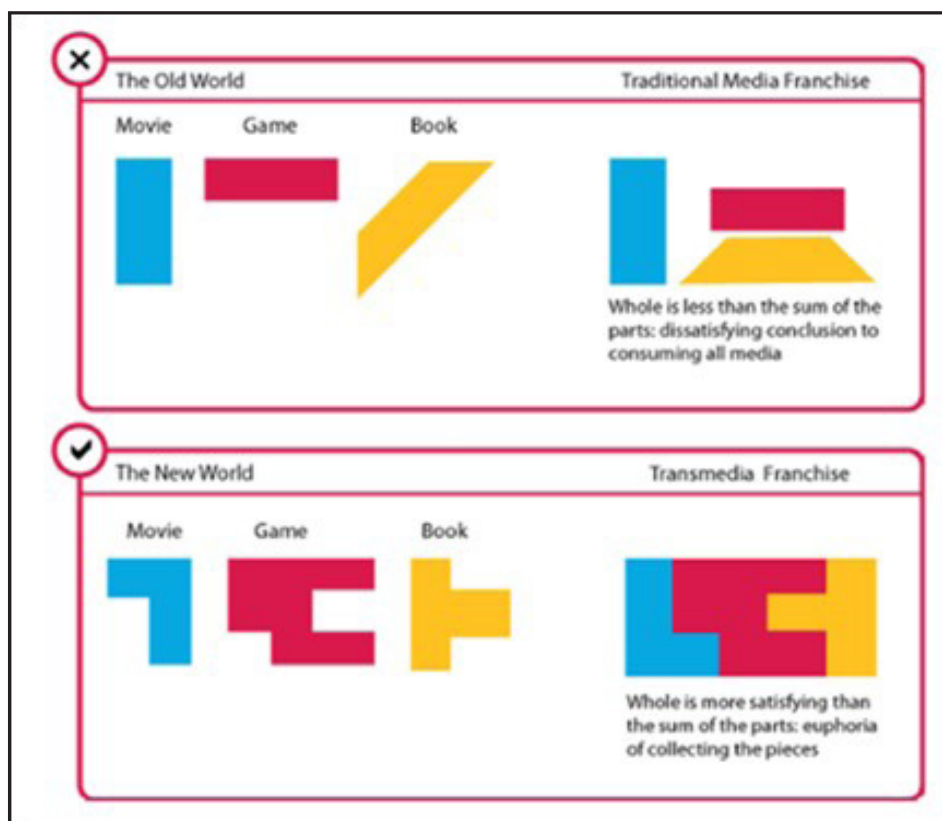 The Old World
Traditional Media Franchise
Movie
Game
Book
Whole is less than the sum of the
parts: dissatisfying conclusion to
consuming all media
The New World
Transmedia Franchise
Movie
Game
Book
Whole is more satisfying than
the sum of the parts: euphoria
of collecting the pieces